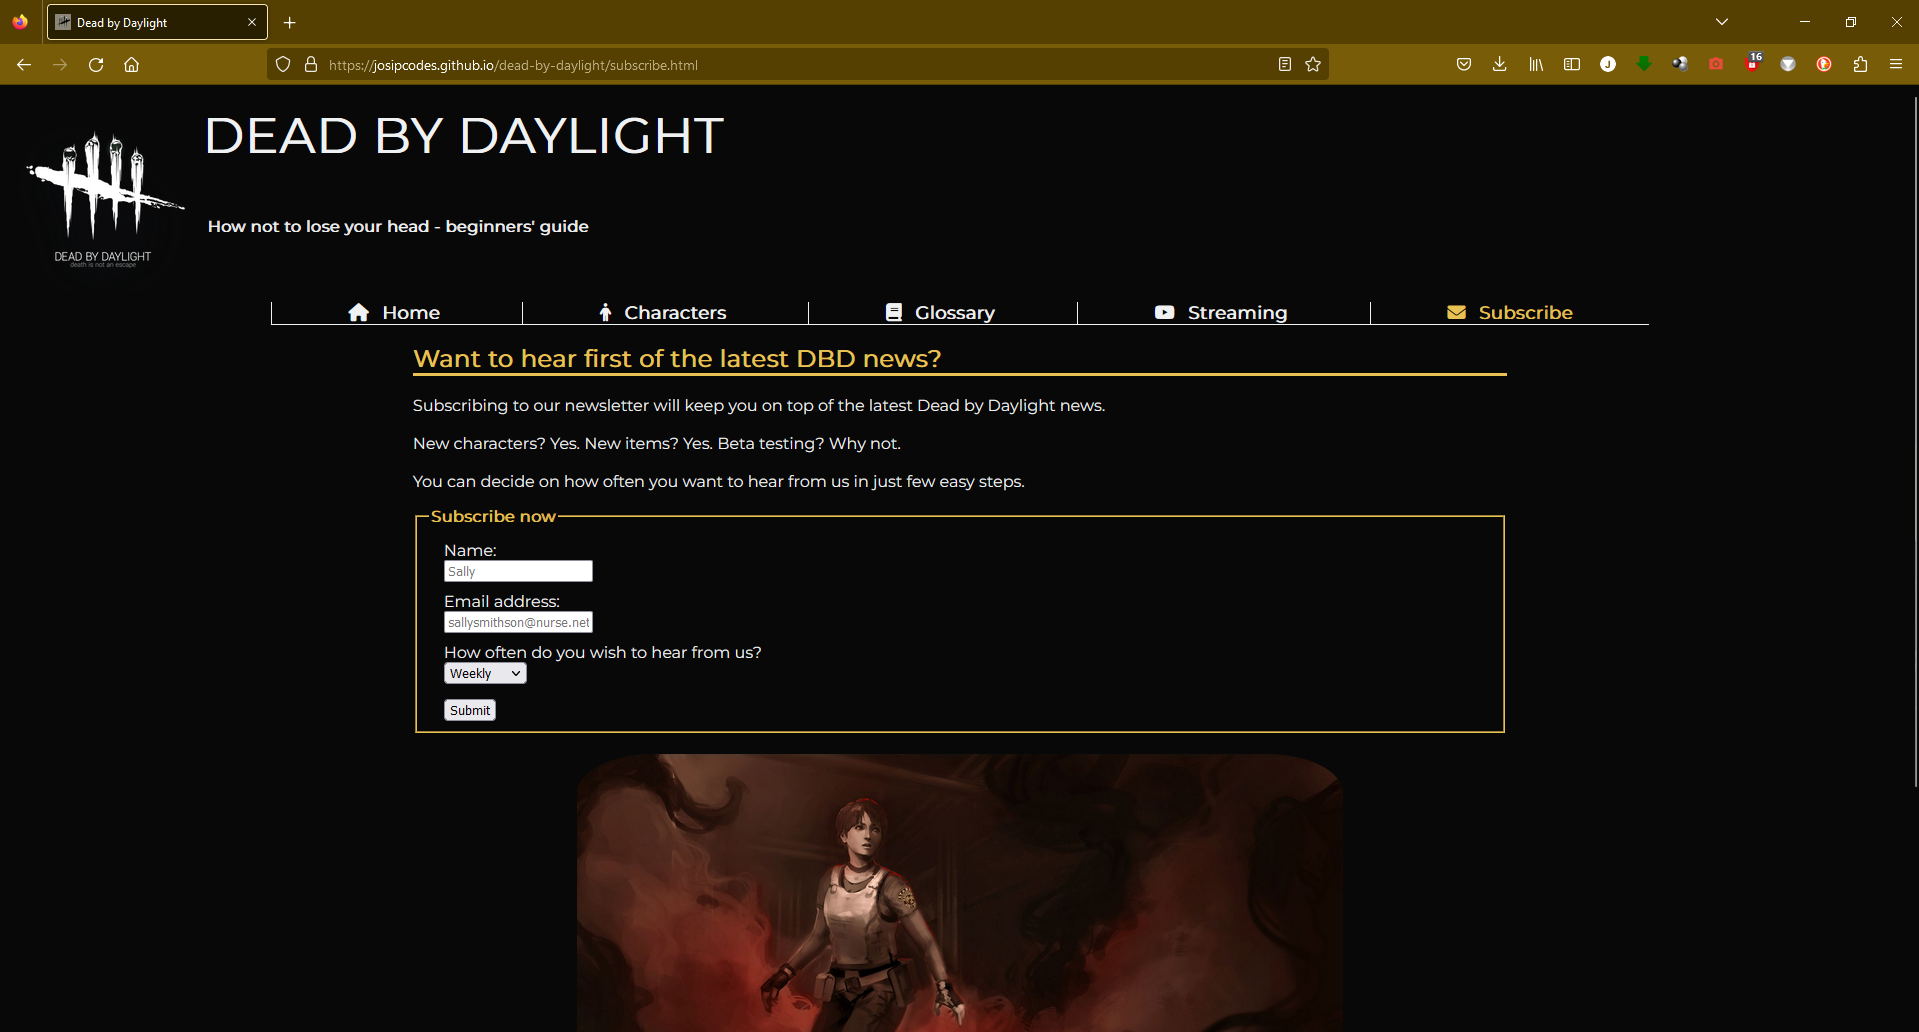 Dead by Daylight
https://josipcodes.github.io/dead-by-daylight/subscribe.html
J
16
DEAD BY DAYLIGHT
DEAD BY DAYLIGHT
death is not an escape
How not to lose your head - beginners' guide
Home
Characters
Glossary
Streaming
Subscribe
Want to hear first of the latest DBD news?
Subscribing to our newsletter will keep you on top of the latest Dead by Daylight news.
New characters? Yes. New items? Yes. Beta testing? Why not.
You can decide on how often you want to hear from us in just few easy steps.
Subscribe now
Name:
Sally
Email address:
sallysmithson@nurse.net
How often do you wish to hear from us?
Weekly
Submit